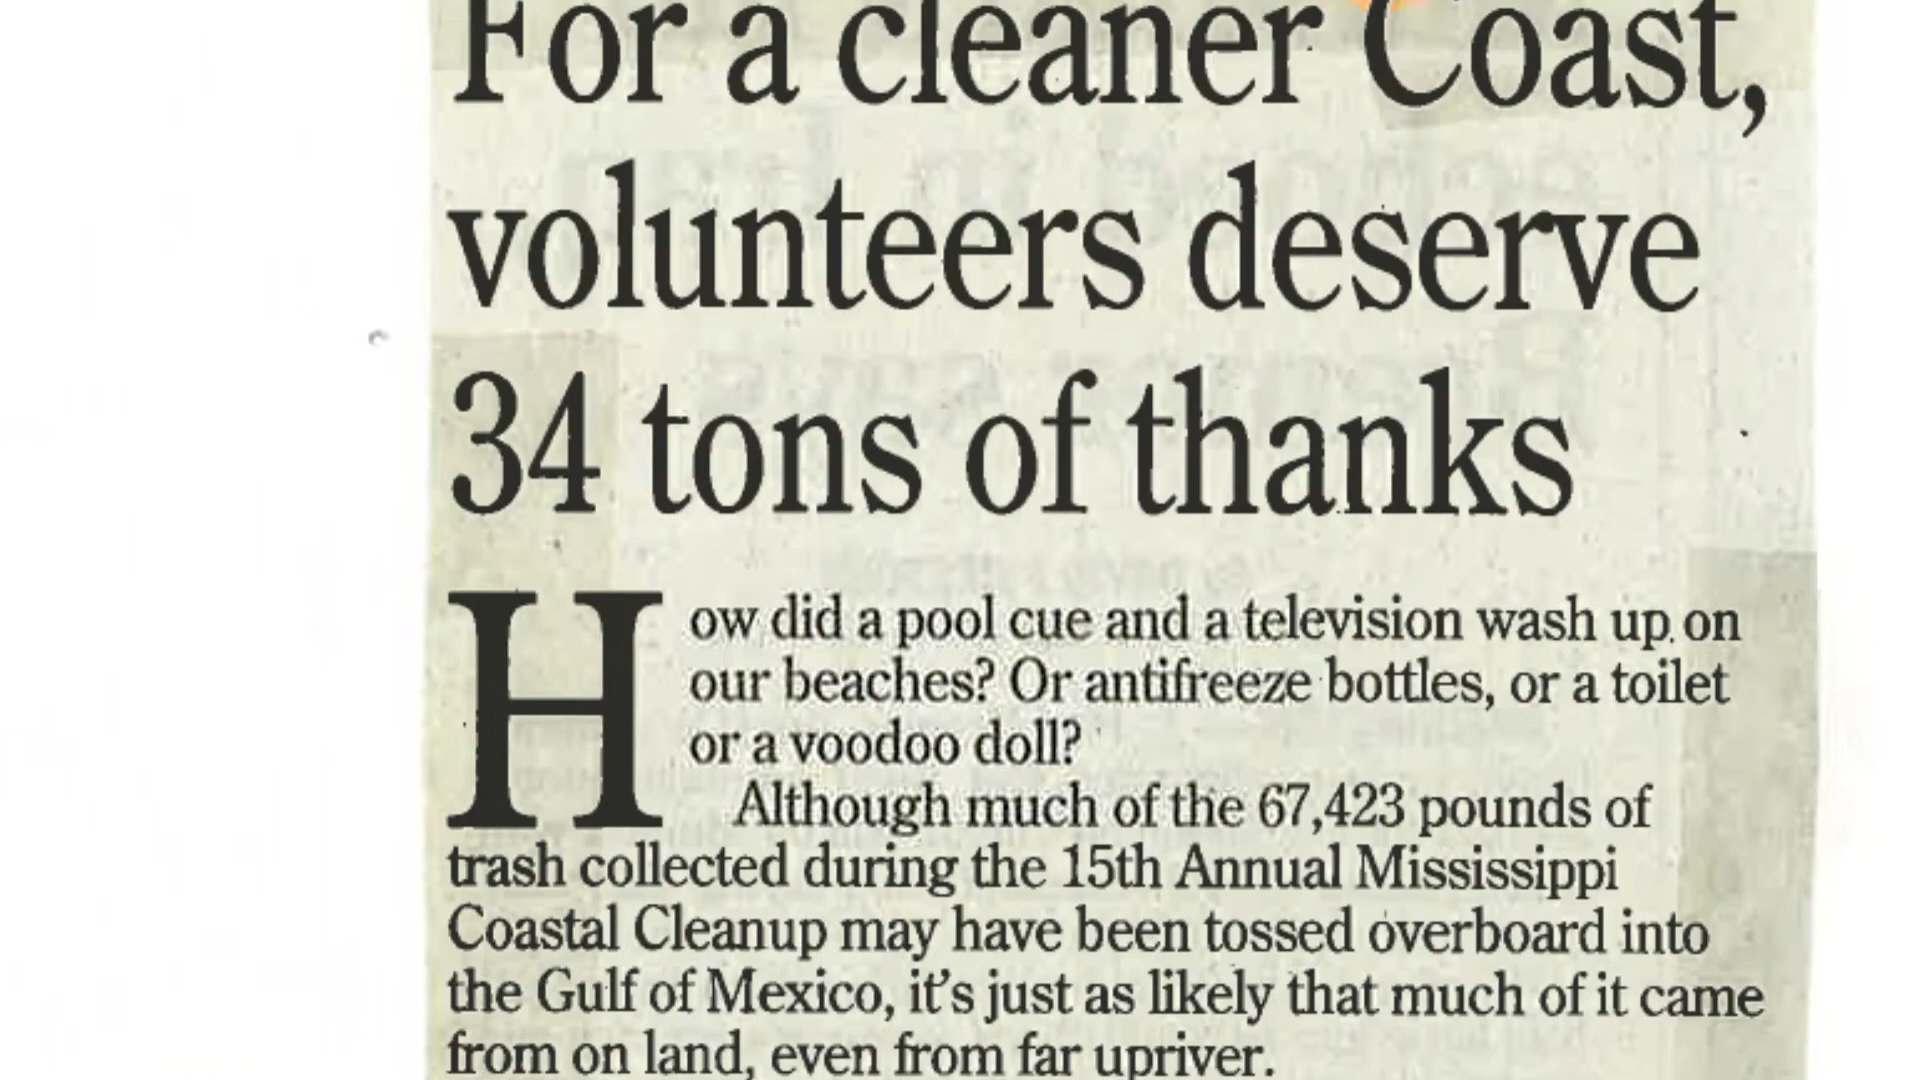 For a cleaner Coast,
volunteers deserve
34 tons of thanks
How did a pool cue and a television wash up on
our beaches? Or antifreeze bottles, or a toilet
or a voodoo doll?
Although much of the 67,423 pounds of
trash collected during the 15th Annual Mississippi
Coastal Cleanup may have been tossed overboard into
the Gulf of Mexico, it's just as likely that much of it came
from on land, even from far upriver.